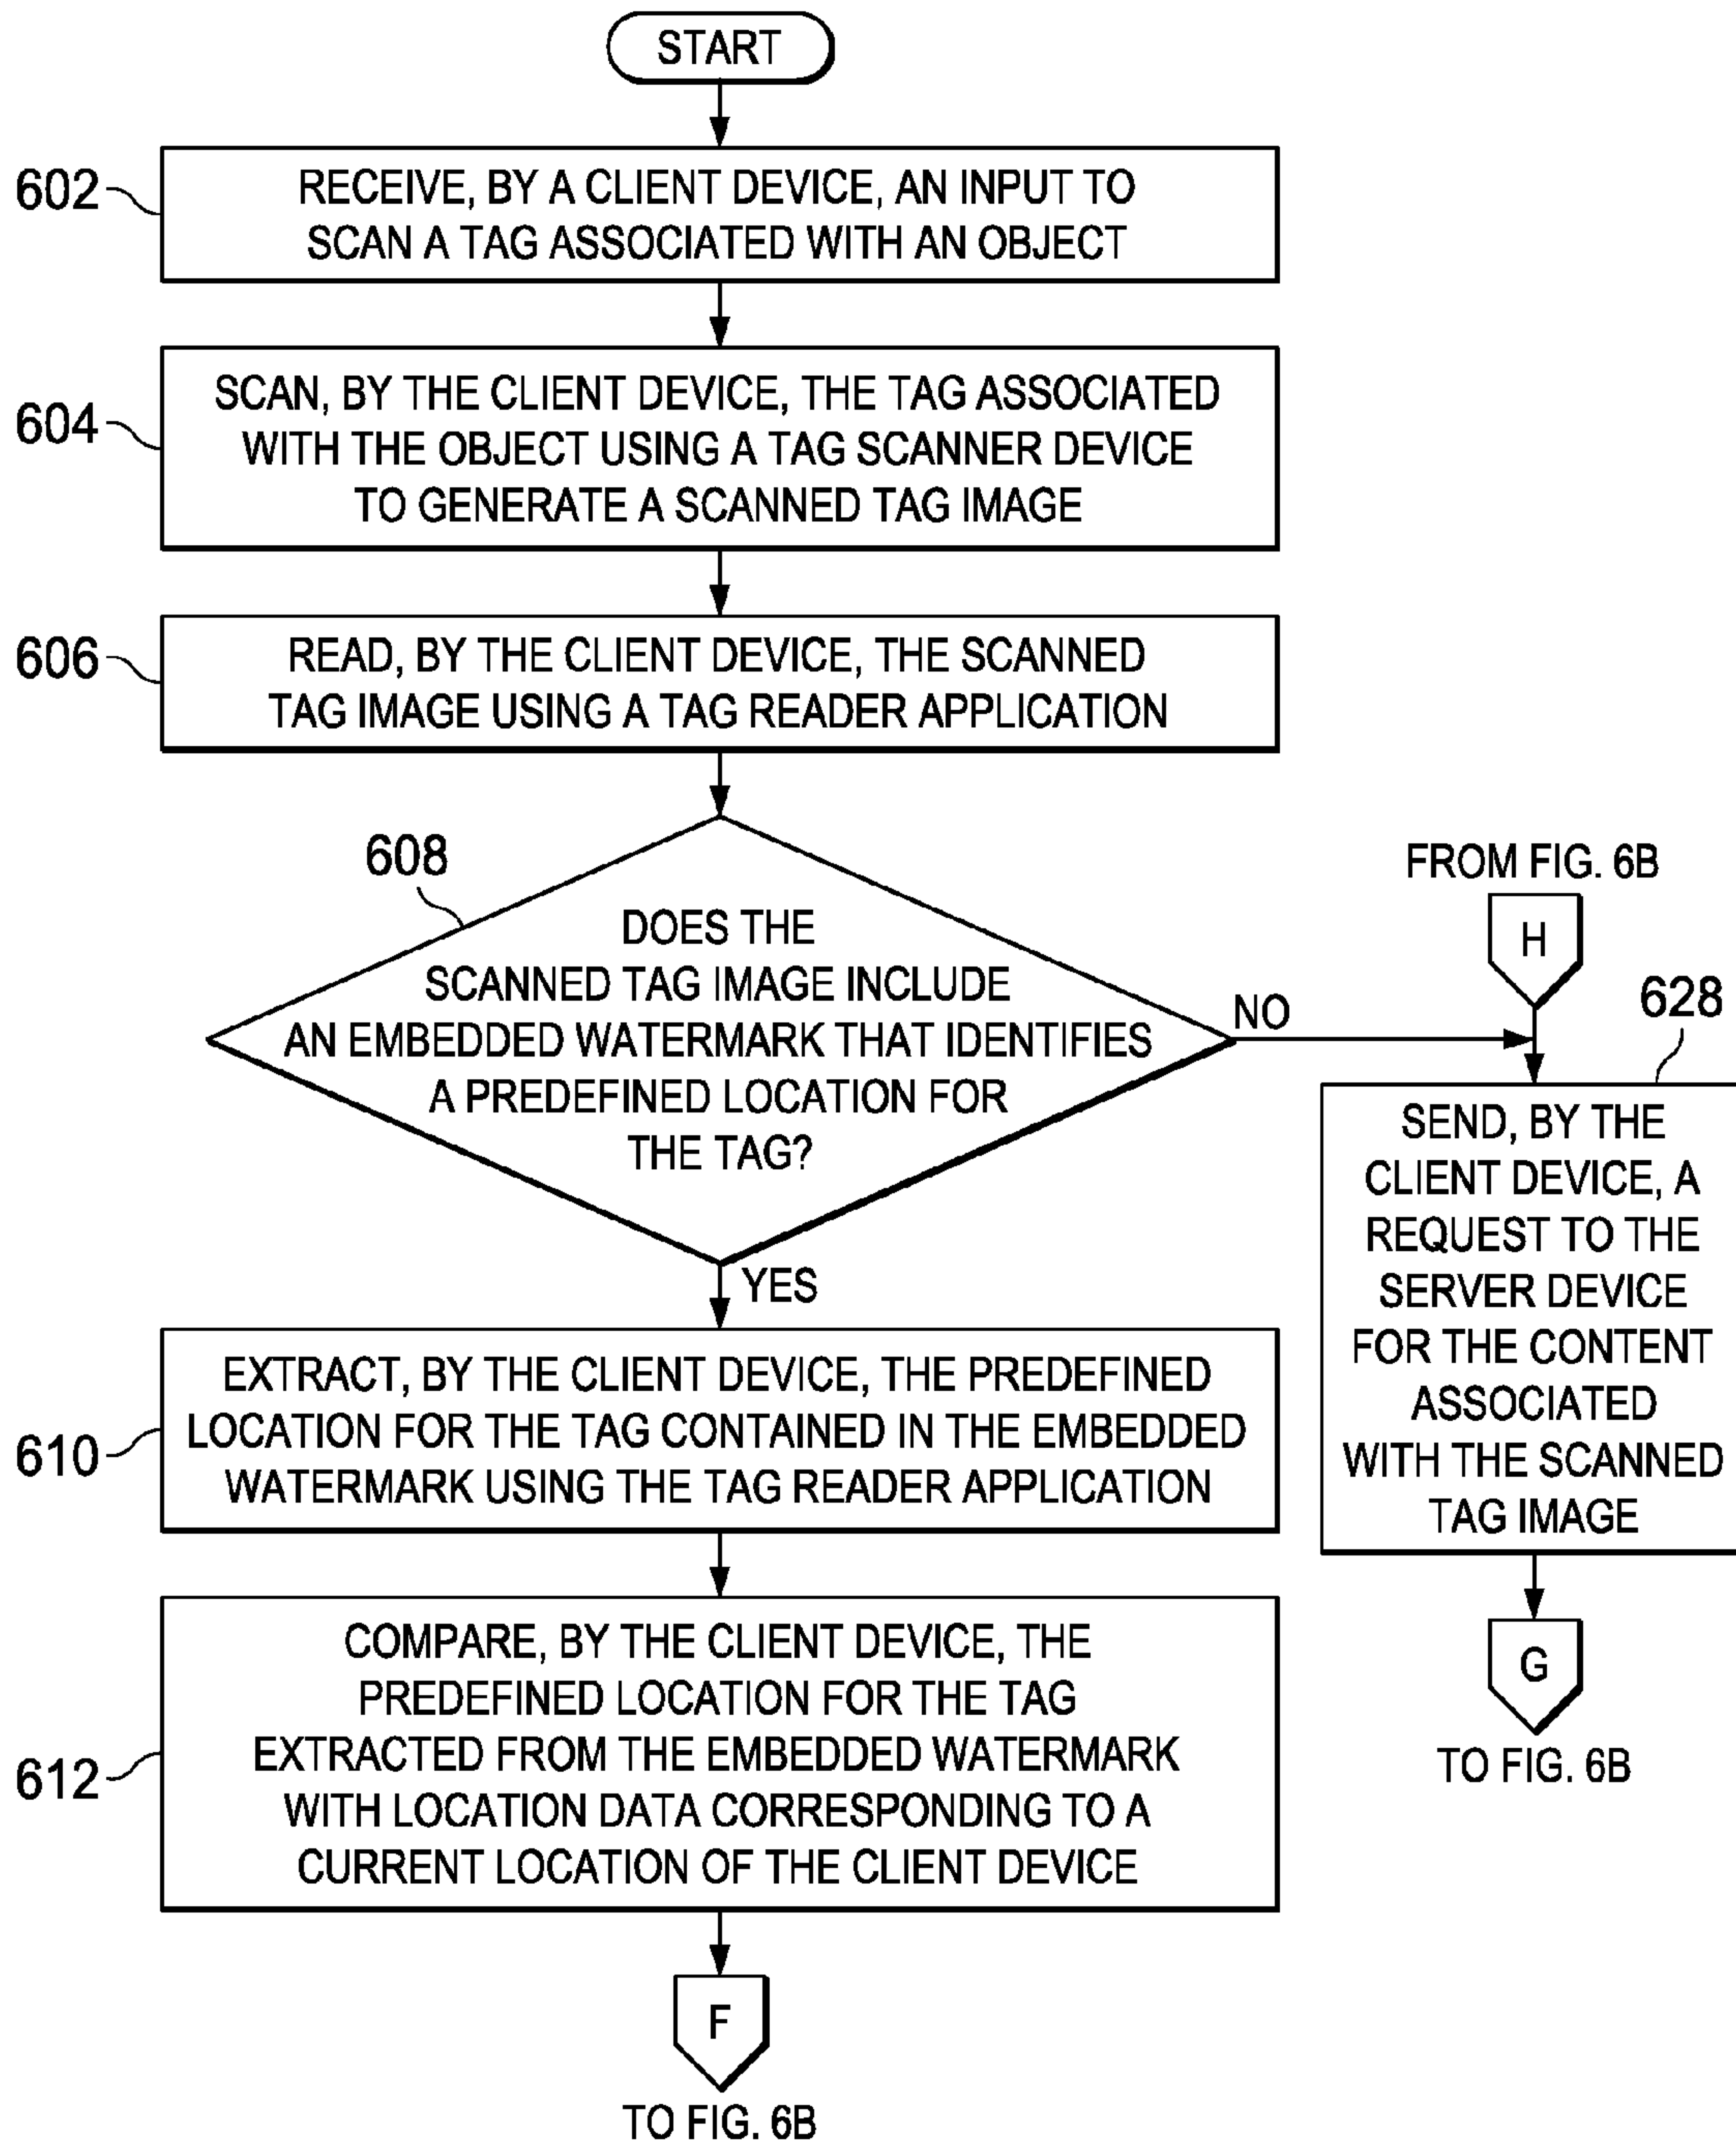 START
602
RECEIVE, BY A CLIENT DEVICE, AN INPUT TO
SCAN A TAG ASSOCIATED WITH AN OBJECT
604
SCAN, BY THE CLIENT DEVICE, THE TAG ASSOCIATED
WITH THE OBJECT USING A TAG SCANNER DEVICE
TO GENERATE A SCANNED TAG IMAGE
606
READ, BY THE CLIENT DEVICE, THE SCANNED
TAG IMAGE USING A TAG READER APPLICATION
608
DOES THE
SCANNED TAG IMAGE INCLUDE
AN EMBEDDED WATERMARK THAT IDENTIFIES
A PREDEFINED LOCATION FOR
THE TAG?
NO
YES
FROM FIG. 6B
H
628
SEND, BY THE
CLIENT DEVICE, A
REQUEST TO THE
SERVER DEVICE
FOR THE CONTENT
ASSOCIATED
WITH THE SCANNED
TAG IMAGE
G
TO FIG. 6B
610
EXTRACT, BY THE CLIENT DEVICE, THE PREDEFINED
LOCATION FOR THE TAG CONTAINED IN THE EMBEDDED
WATERMARK USING THE TAG READER APPLICATION
612
COMPARE, BY THE CLIENT DEVICE, THE
PREDEFINED LOCATION FOR THE TAG
EXTRACTED FROM THE EMBEDDED WATERMARK
WITH LOCATION DATA CORRESPONDING TO A
CURRENT LOCATION OF THE CLIENT DEVICE
F
TO FIG. 6B